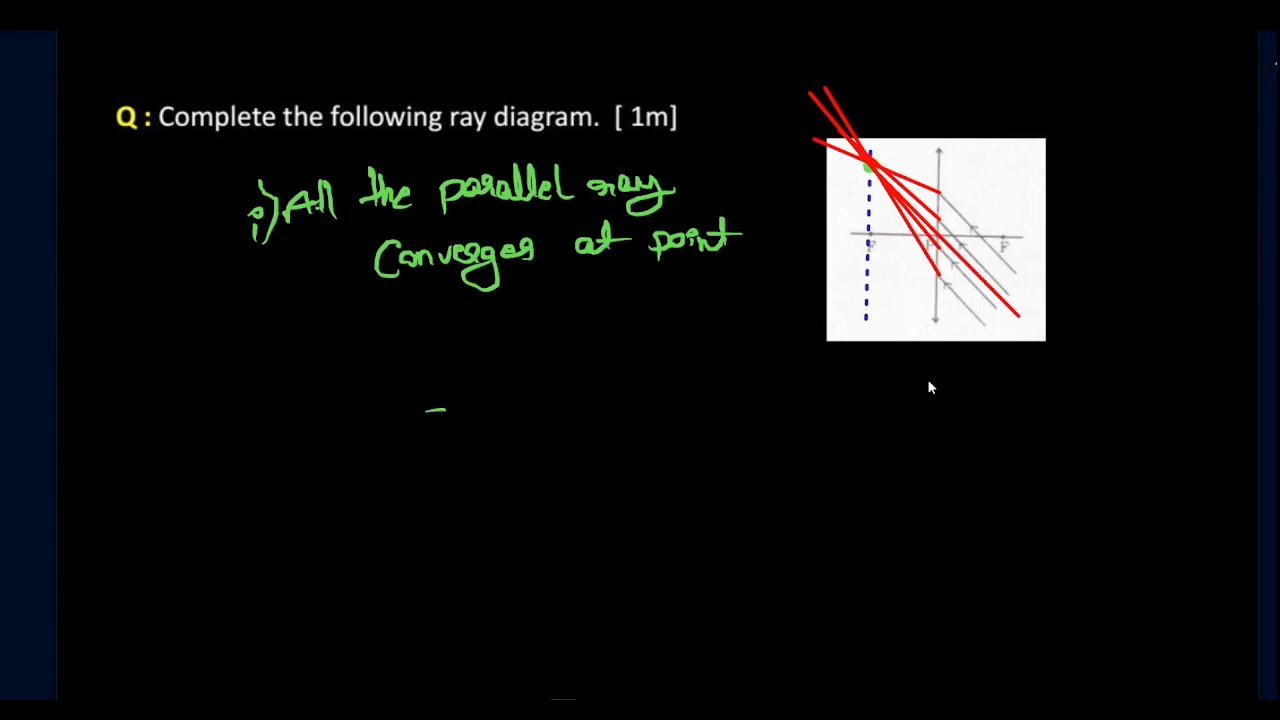 Q : Complete the following ray diagram. [ 1m]
i) All the parallel ray
Converges at point
F
F